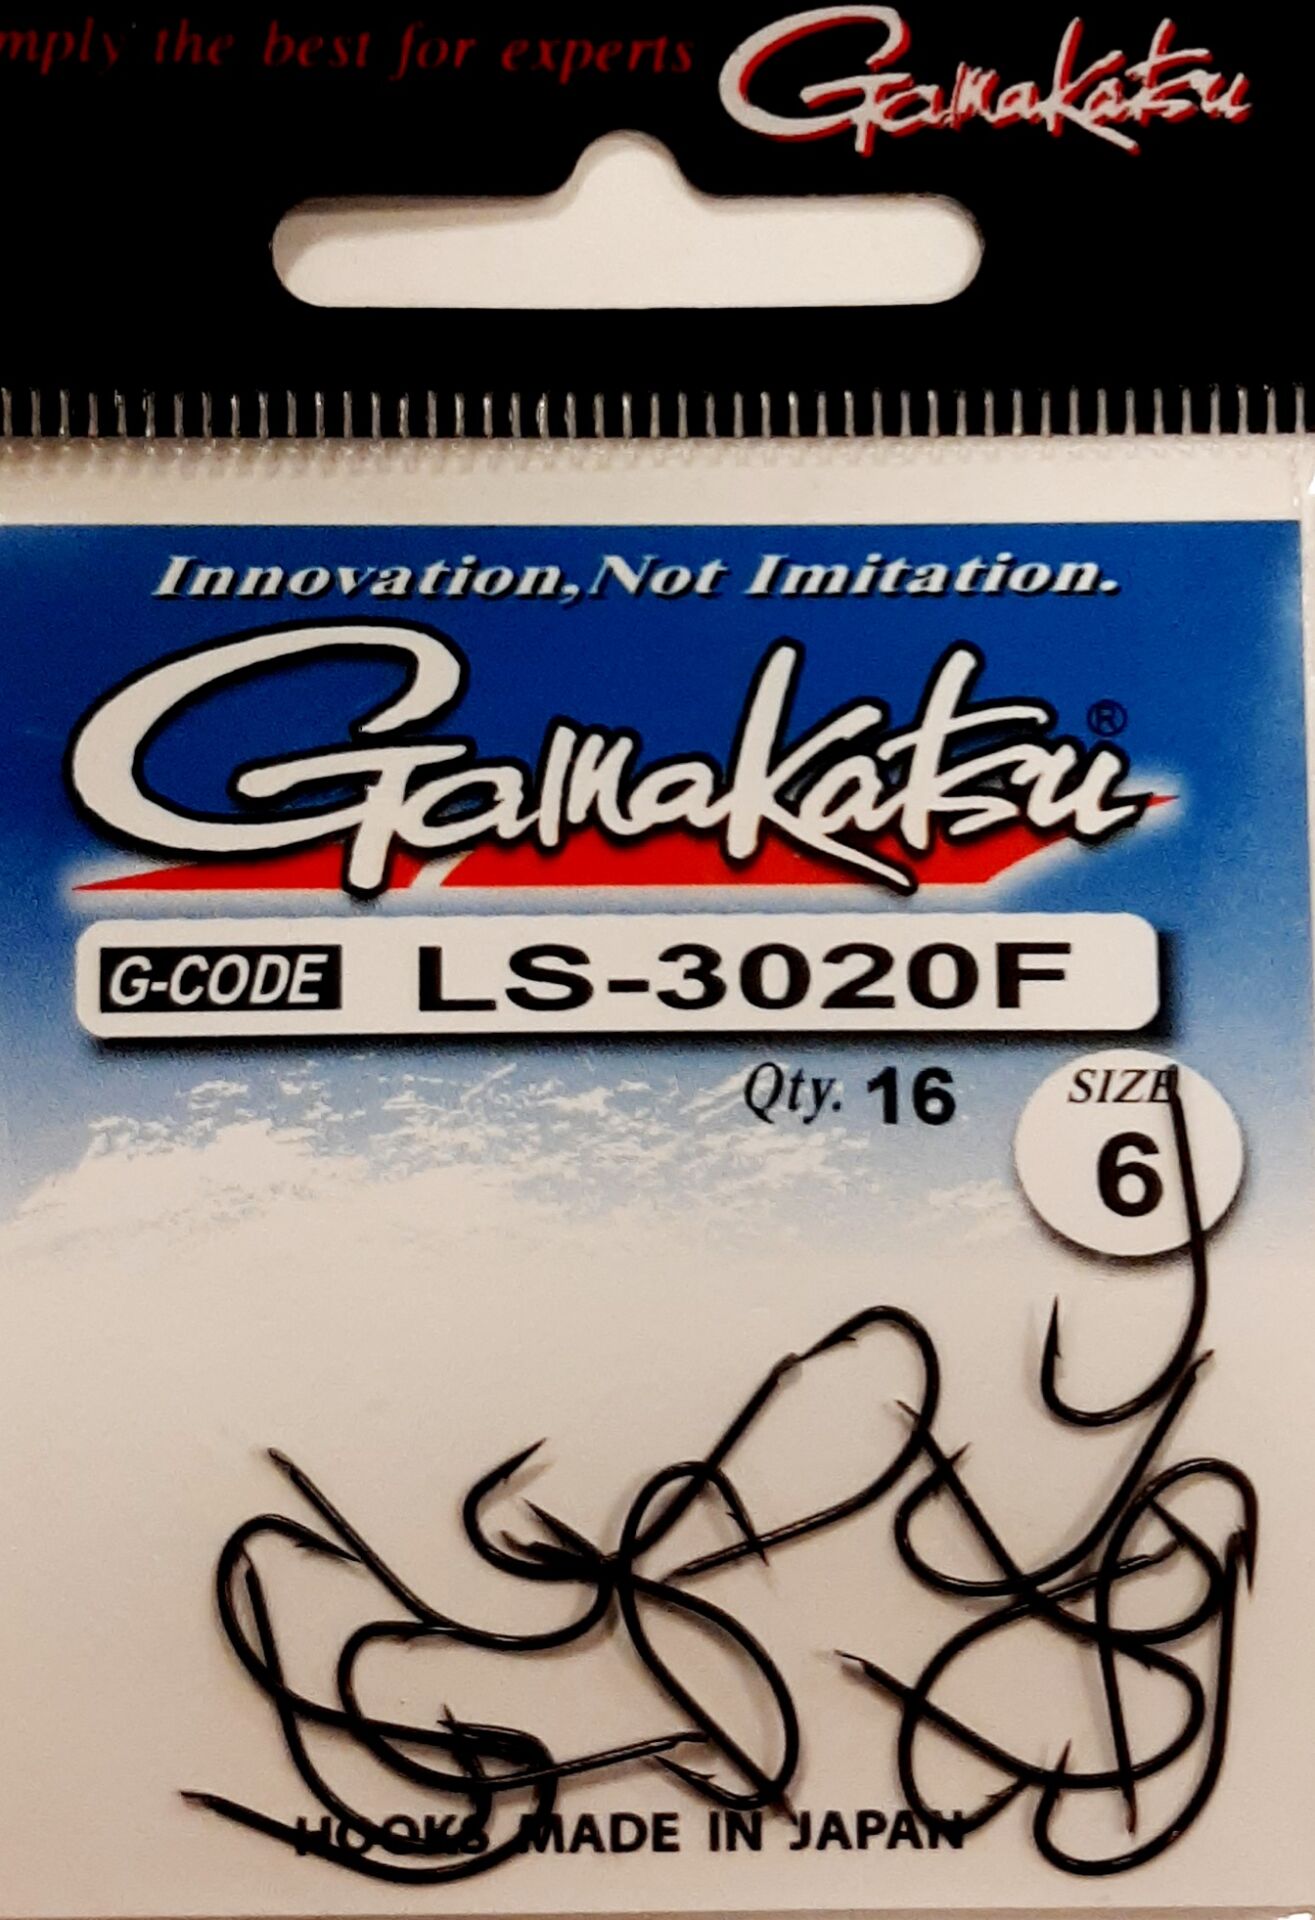 mply the best for experts
Gamakatsu
Innovation, Not Imitation.
Gamakatsu®
G-CODE LS-3020F
Qty. 16
SIZE
6
HOOKS MADE IN JAPAN